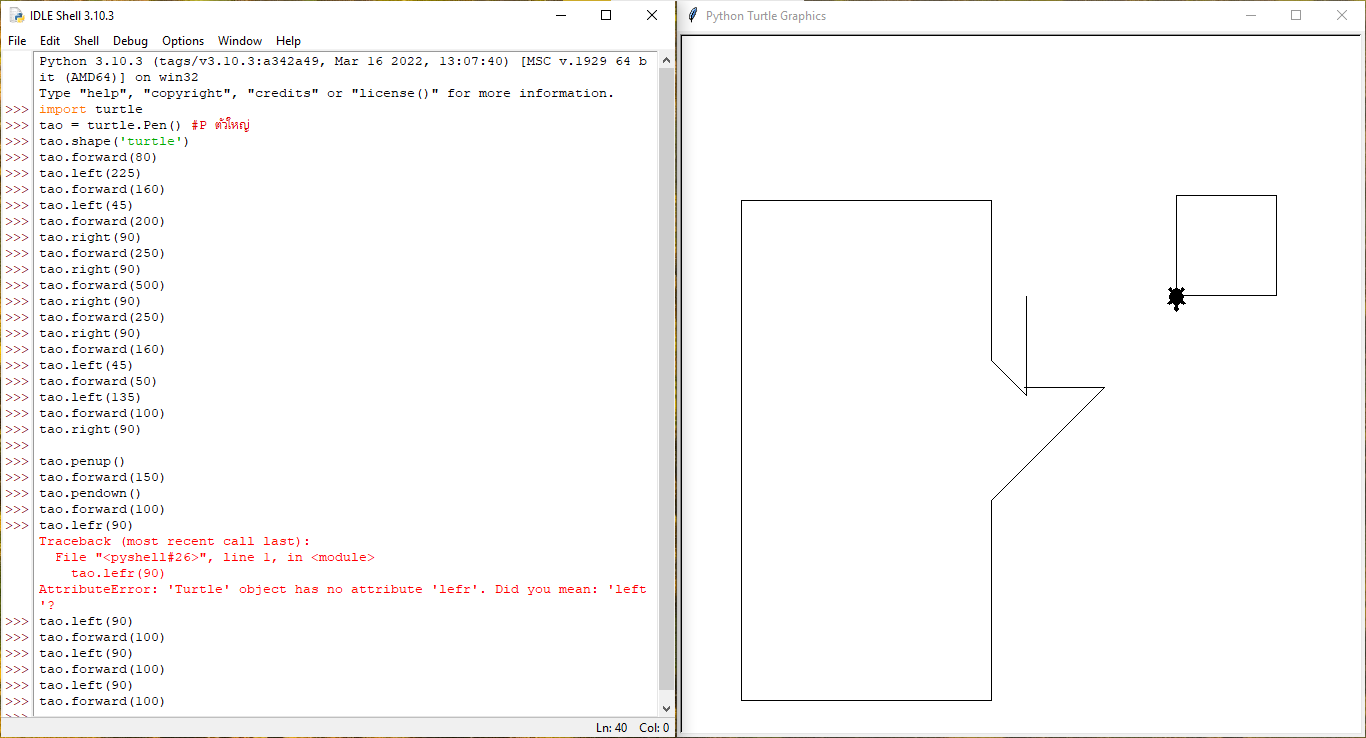 IDLE Shell 3.10.3
File Edit Shell Debug Options Window Help
Python 3.10.3 (tags/v3.10.3:a342a49, Mar 16 2022, 13:07:40) [MSC v.1929 64 b
it (AMD64)] on win32
Type "help", "copyright", "credits" or "license()" for more information.
>>> import turtle
>>> tao = turtle.Pen() #P ตัวใหญ่
>>> tao.shape('turtle')
>>> tao.forward(80)
>>> tao.left(225)
>>> tao.forward(160)
>>> tao.left(45)
>>> tao.forward(200)
>>> tao.right(90)
>>> tao.forward(250)
>>> tao.right(90)
>>> tao.forward(500)
>>> tao.right(90)
>>> tao.forward(250)
>>> tao.right(90)
>>> tao.forward(160)
>>> tao.left(45)
>>> tao.forward(50)
>>> tao.left(135)
>>> tao.forward(100)
>>> tao.right(90)
>>>
>>> tao.penup()
>>> tao.forward(150)
>>> tao.pendown()
>>> tao.forward(100)
>>> tao.lefr(90)
Traceback (most recent call last):
File "<pyshell#26>", line 1, in <module>
tao.lefr(90)
AttributeError: 'Turtle' object has no attribute 'lefr'. Did you mean: 'left
'?
>>> tao.left(90)
>>> tao.forward(100)
>>> tao.left(90)
>>> tao.forward(100)
>>> tao.left(90)
>>> tao.forward(100)
>>>
Ln: 40 Col: 0
Python Turtle Graphics